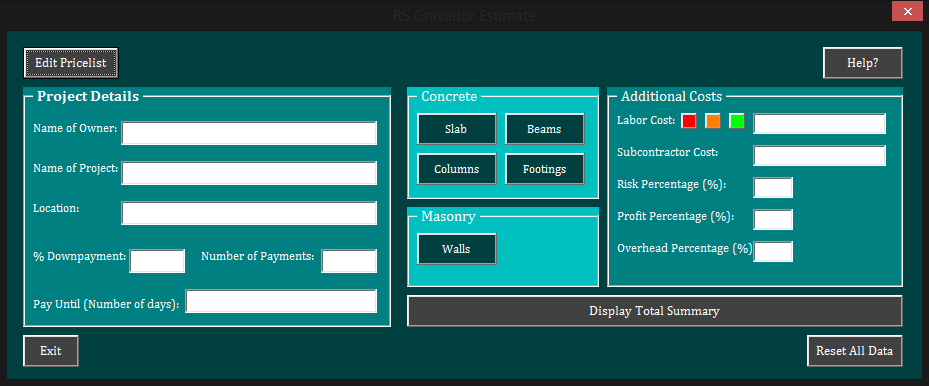 RS Gravador Estimate
Edit Pricelist
Help?
Project Details
Name of Owner:
Name of Project:
Location:
% Downpayment:
Number of Payments:
Pay Until (Number of days):
Concrete
Slab
Beams
Columns
Footings
Masonry
Walls
Additional Costs
Labor Cost:
Subcontractor Cost:
Risk Percentage (%):
Profit Percentage (%):
Overhead Percentage (%)
Display Total Summary
Exit
Reset All Data